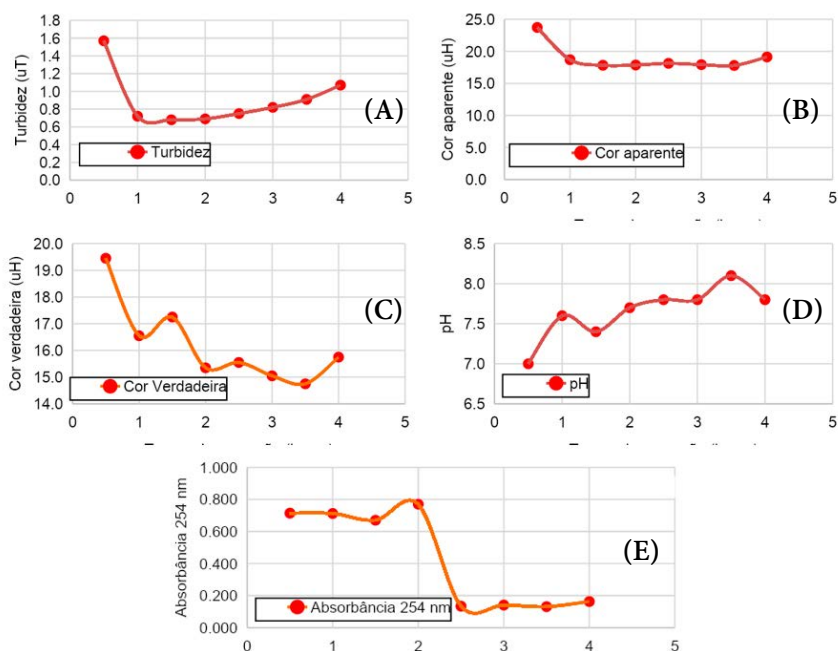 Turbidez (uT)
1.8
1.6
1.4
1.2
1.0
0.8
0.6
0.4
0.2
0.0
Turbidez
(A)
0 1 2 3 4 5
Cor aparente (uH)
25.0
20.0
15.0
10.0
5.0
0.0
Cor aparente
(B)
0 1 2 3 4 5
Cor verdadeira (uH)
20.0
19.0
18.0
17.0
16.0
15.0
14.0
Cor Verdadeira
(C)
0 1 2 3 4 5
pH
8.5
8.0
7.5
7.0
6.5
pH
(D)
0 1 2 3 4 5
Absorbância 254 nm
1.000
0.800
0.600
0.400
0.200
0.000
Absorbância 254 nm
(E)
0 1 2 3 4 5